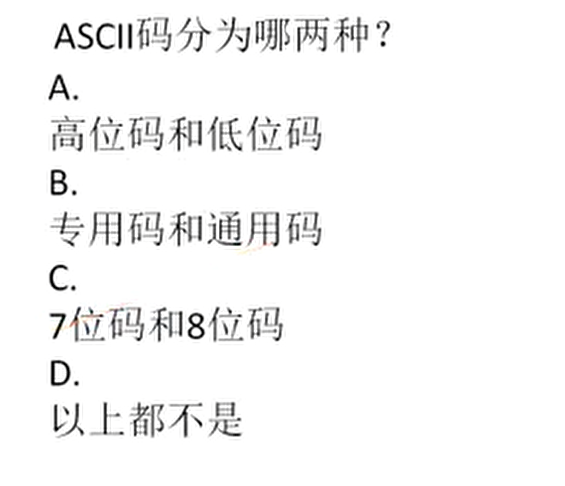 ASCII码分为哪两种？
A.
高位码和低位码
B.
专用码和通用码
C.
7位码和8位码
D.
以上都不是